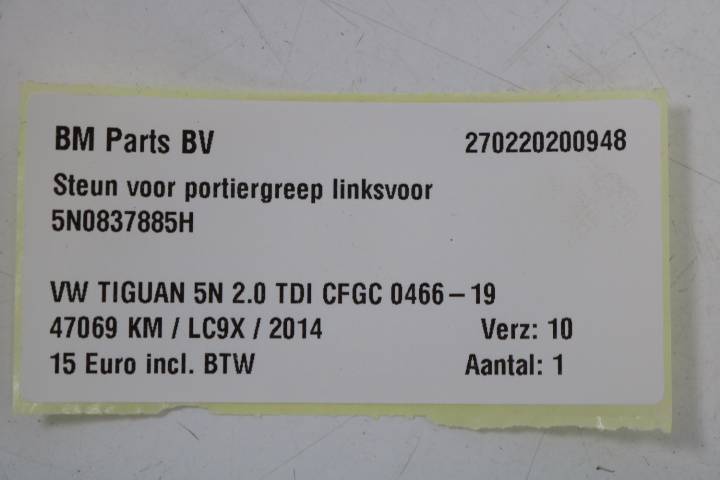 BM Parts BV 270220200948
Steun voor portiergreep linksvoor
5N0837885H
VW TIGUAN 5N 2.0 TDI CFGC 0466-19
47069 KM / LC9X / 2014 Verz: 10
15 Euro incl. BTW Aantal: 1